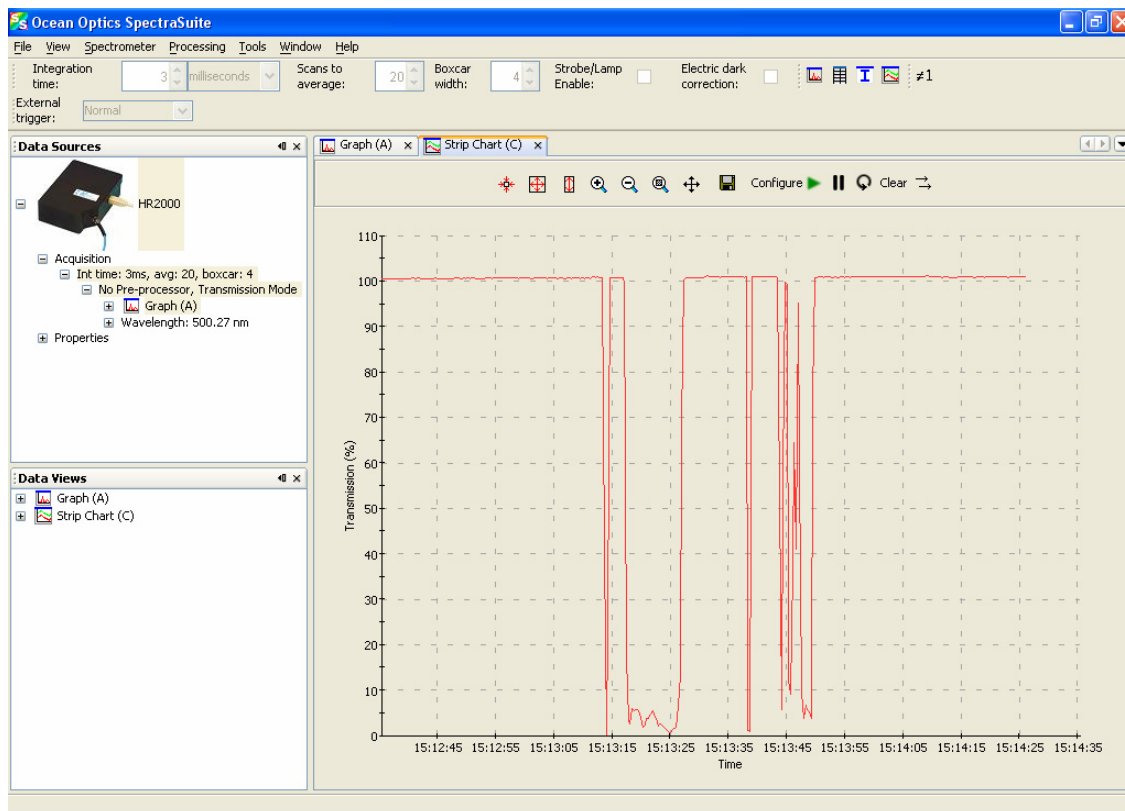 Ocean Optics SpectraSuite
File View Spectrometer Processing Tools Window Help
Integration time: 3 milliseconds Scans to average: 20 Boxcar width: 4 Strobe/Lamp Enable: Electric dark correction: ≠1
External trigger: Normal
Data Sources
HR2000
Acquisition
Int time: 3ms, avg: 20, boxcar: 4
No Pre-processor, Transmission Mode
Graph (A)
Wavelength: 500.27 nm
Properties
Data Views
Graph (A)
Strip Chart (C)
Graph (A) Strip Chart (C)
Configure Clear
110
100
90
80
70
60
50
40
30
20
10
0
Transmission (%)
15:12:45 15:12:55 15:13:05 15:13:15 15:13:25 15:13:35 15:13:45 15:13:55 15:14:05 15:14:15 15:14:25 15:14:35
Time